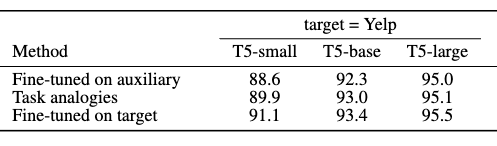 target = Yelp
Method T5-small T5-base T5-large
Fine-tuned on auxiliary 88.6 92.3 95.0
Task analogies 89.9 93.0 95.1
Fine-tuned on target 91.1 93.4 95.5